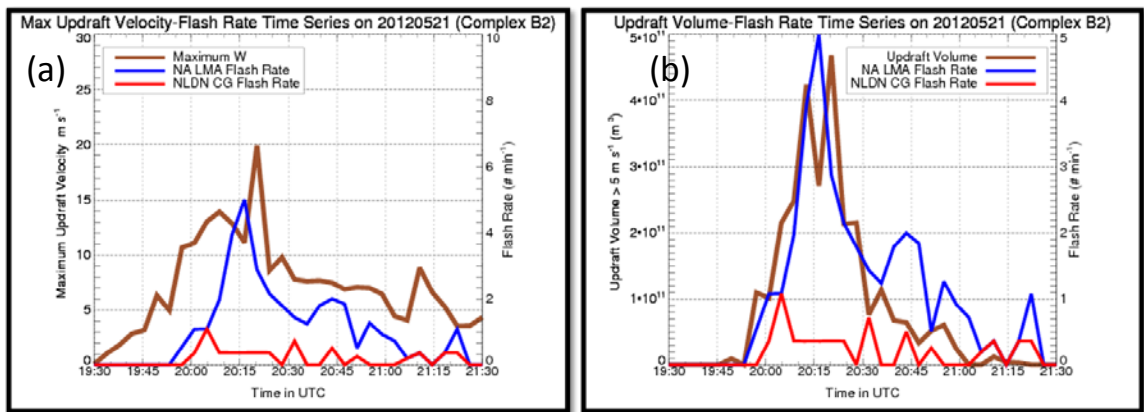 Max Updraft Velocity-Flash Rate Time Series on 20120521 (Complex B2)
(a)
Maximum W
NA LMA Flash Rate
NLDN CG Flash Rate
Maximum Updraft Velocity m s⁻¹
30
25
20
15
10
5
0
10
8
6
4
2
0
Flash Rate (# min⁻¹)
19:30 19:45 20:00 20:15 20:30 20:45 21:00 21:15 21:30
Time in UTC
Updraft Volume-Flash Rate Time Series on 20120521 (Complex B2)
(b)
Updraft Volume
NA LMA Flash Rate
NLDN CG Flash Rate
Updraft Volume > 5 m s⁻¹ (m³)
5•10¹¹
4•10¹¹
3•10¹¹
2•10¹¹
1•10¹¹
0
5
4
3
2
1
0
Flash Rate (# min⁻¹)
19:30 19:45 20:00 20:15 20:30 20:45 21:00 21:15 21:30
Time in UTC